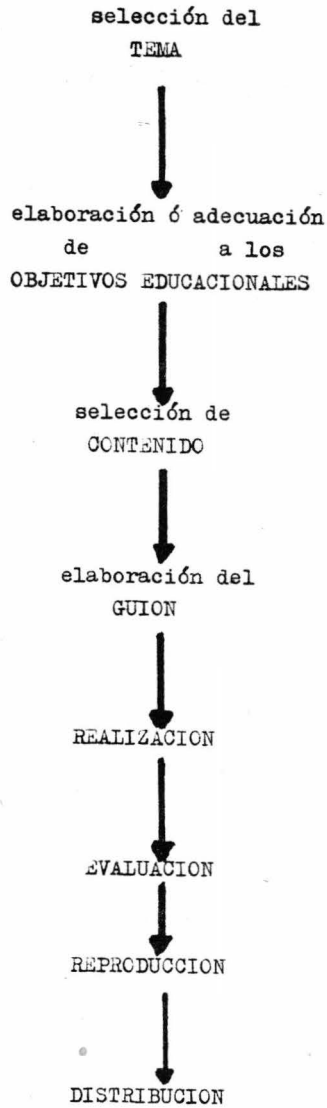 selección del
TEMA
elaboración ó adecuación
de a los
OBJETIVOS EDUCACIONALES
selección de
CONTENIDO
elaboración del
GUION
REALIZACION
EVALUACION
REPRODUCCION
DISTRIBUCION